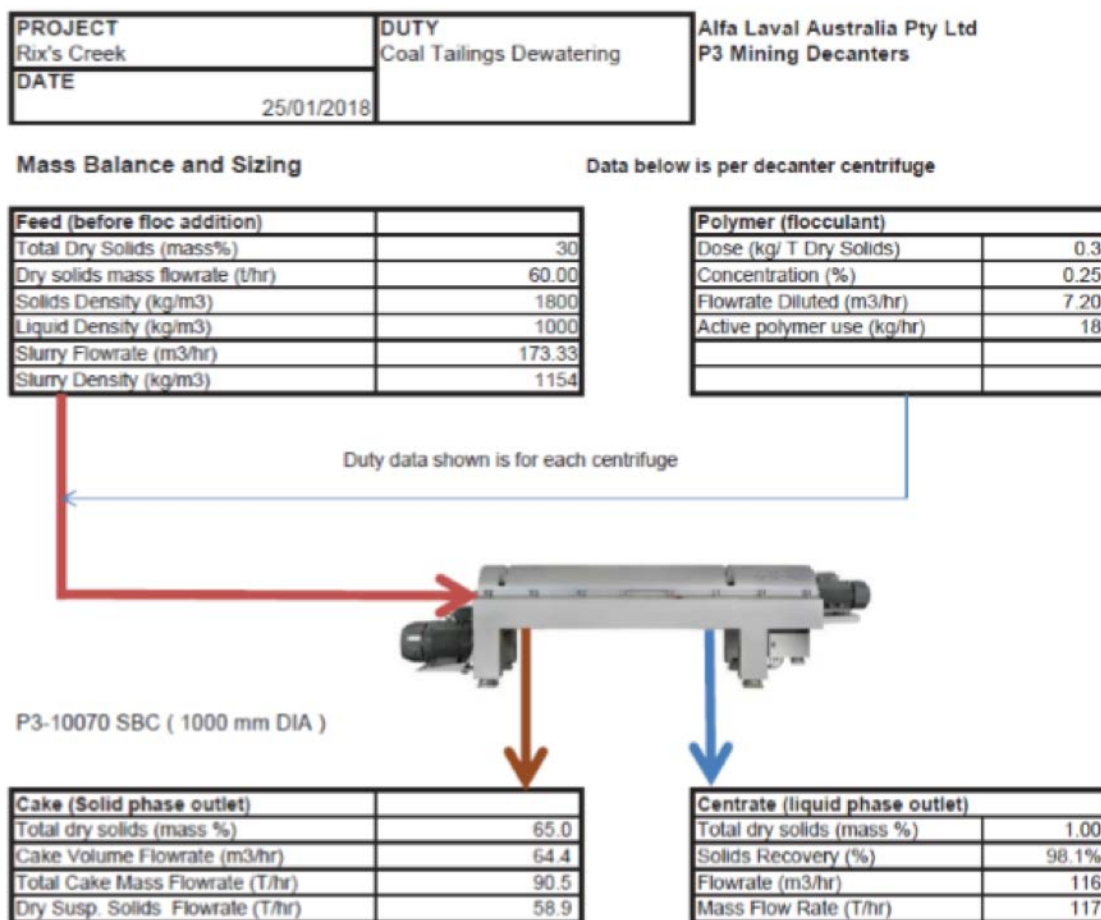 PROJECT
Rix's Creek
DATE
25/01/2018
DUTY
Coal Tailings Dewatering
Alfa Laval Australia Pty Ltd
P3 Mining Decanters
Mass Balance and Sizing
Data below is per decanter centrifuge
Feed (before floc addition)
Total Dry Solids (mass%) 30
Dry solids mass flowrate (t/hr) 60.00
Solids Density (kg/m3) 1800
Liquid Density (kg/m3) 1000
Slurry Flowrate (m3/hr) 173.33
Slurry Density (kg/m3) 1154
Polymer (flocculant)
Dose (kg/ T Dry Solids) 0.3
Concentration (%) 0.25
Flowrate Diluted (m3/hr) 7.20
Active polymer use (kg/hr) 18
Duty data shown is for each centrifuge
P3-10070 SBC ( 1000 mm DIA )
Cake (Solid phase outlet)
Total dry solids (mass %) 65.0
Cake Volume Flowrate (m3/hr) 64.4
Total Cake Mass Flowrate (T/hr) 90.5
Dry Susp. Solids Flowrate (T/hr) 58.9
Centrate (liquid phase outlet)
Total dry solids (mass %) 1.00
Solids Recovery (%) 98.1%
Flowrate (m3/hr) 116
Mass Flow Rate (T/hr) 117